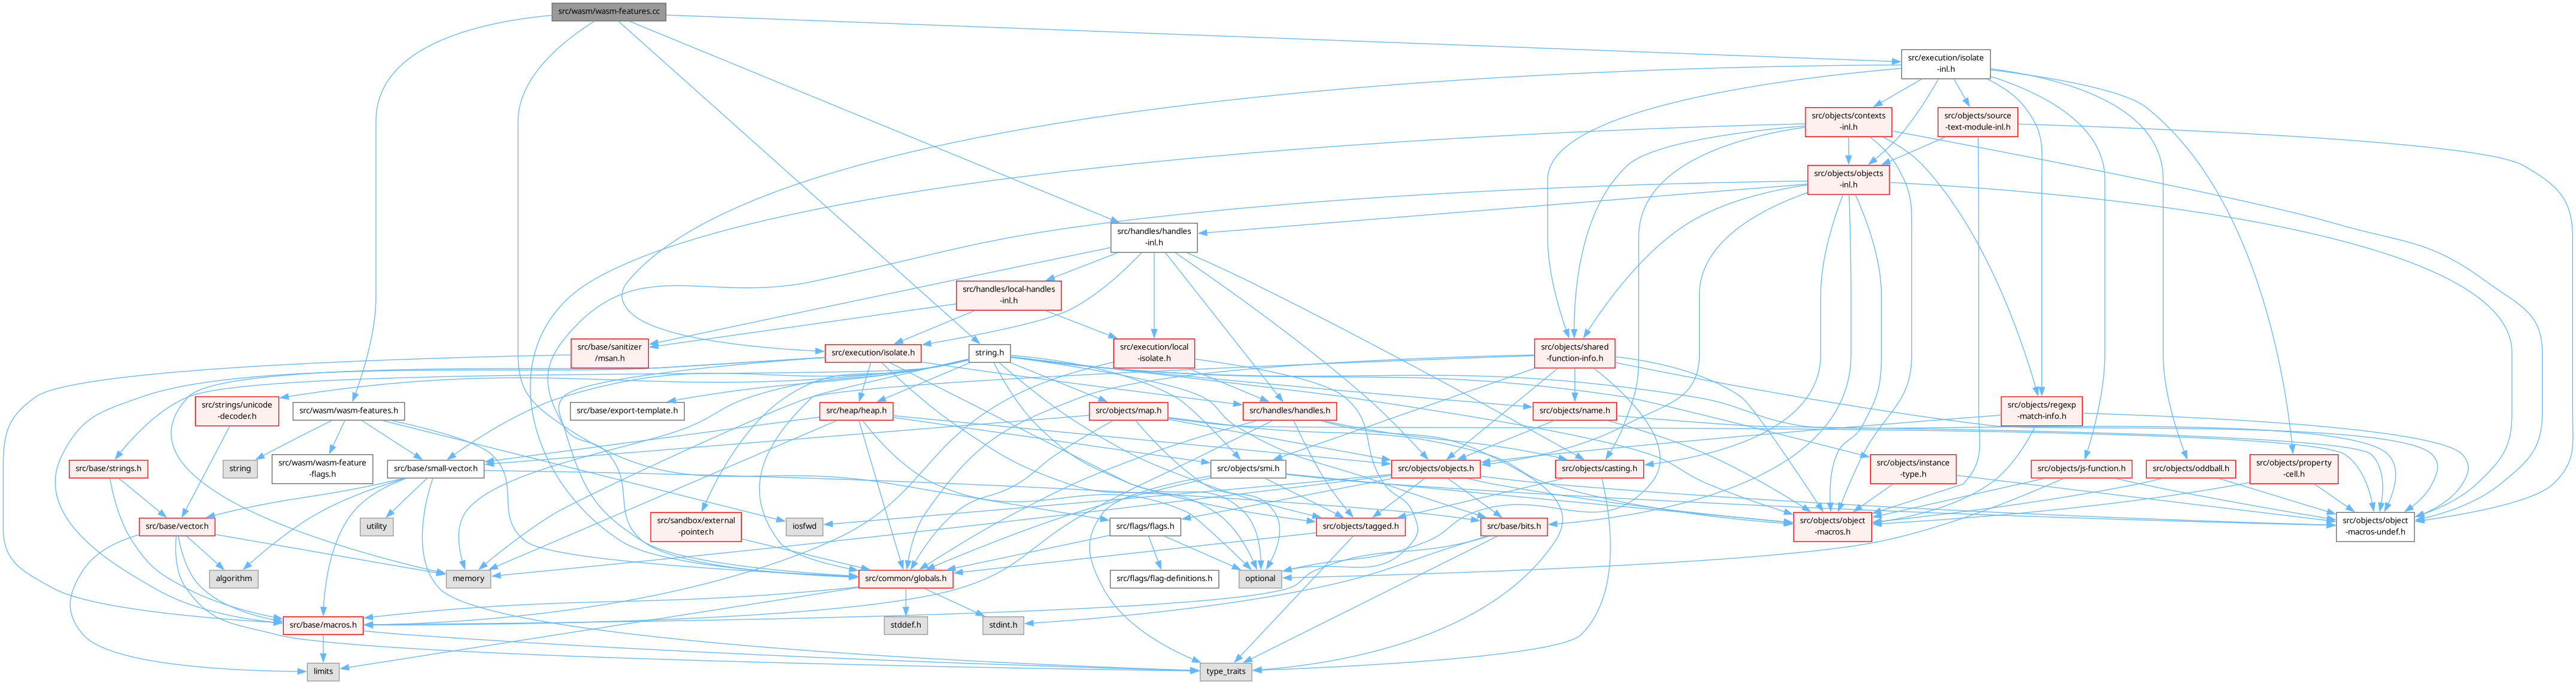 src/wasm/wasm-features.cc
src/execution/isolate
-inl.h
src/objects/contexts
-inl.h
src/objects/source
-text-module-inl.h
src/objects/objects
-inl.h
src/handles/handles
-inl.h
src/handles/local-handles
-inl.h
src/base/sanitizer
/msan.h
src/execution/isolate.h
string.h
src/execution/local
-isolate.h
src/objects/shared
-function-info.h
src/strings/unicode
-decoder.h
src/wasm/wasm-features.h
src/base/export-template.h
src/heap/heap.h
src/objects/map.h
src/handles/handles.h
src/objects/name.h
src/objects/regexp
-match-info.h
src/base/strings.h
string
src/wasm/wasm-feature
-flags.h
src/base/small-vector.h
src/objects/smi.h
src/objects/objects.h
src/objects/casting.h
src/objects/instance
-type.h
src/objects/js-function.h
src/objects/oddball.h
src/objects/property
-cell.h
src/base/vector.h
utility
src/sandbox/external
-pointer.h
iosfwd
src/flags/flags.h
src/objects/tagged.h
src/base/bits.h
src/objects/object
-macros.h
src/objects/object
-macros-undef.h
algorithm
memory
src/common/globals.h
src/flags/flag-definitions.h
optional
src/base/macros.h
stddef.h
stdint.h
limits
type_traits